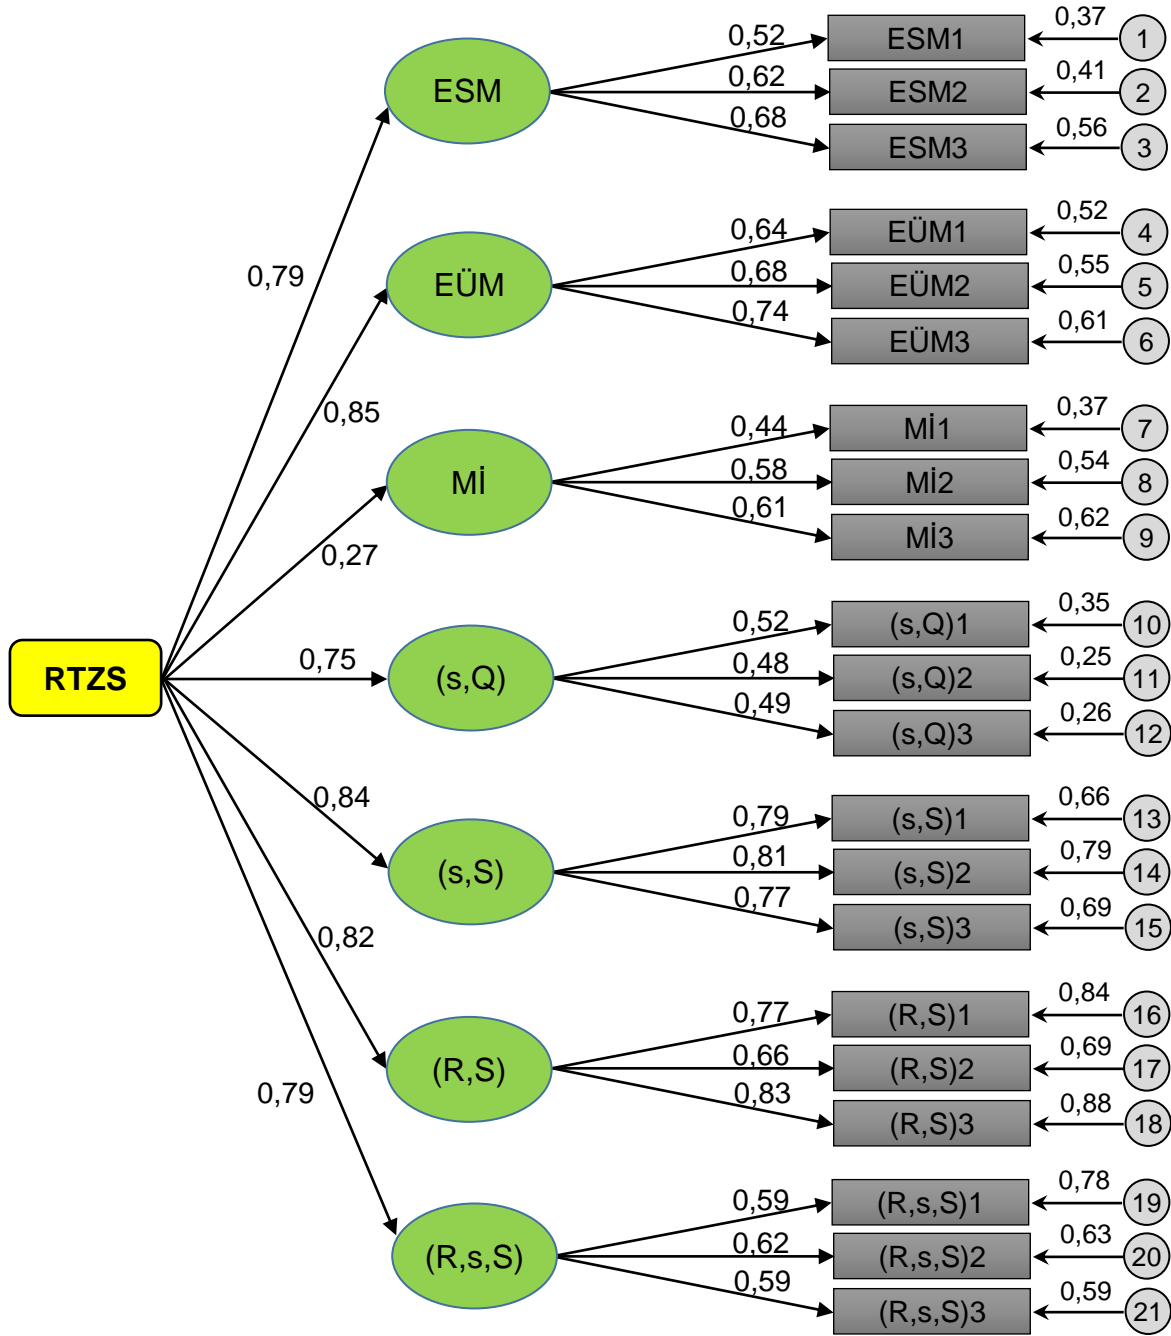 0,52 ESM1 0,37 1
ESM 0,62 ESM2 0,41 2
0,68 ESM3 0,56 3
0,79
0,64 EÜM1 0,52 4
EÜM 0,68 EÜM2 0,55 5
0,74 EÜM3 0,61 6
0,85
0,44 Mİ1 0,37 7
Mİ 0,58 Mİ2 0,54 8
0,61 Mİ3 0,62 9
0,27
0,52 (s,Q)1 0,35 10
RTZS 0,75 (s,Q) 0,48 (s,Q)2 0,25 11
0,49 (s,Q)3 0,26 12
0,84
0,79 (s,S)1 0,66 13
(s,S) 0,81 (s,S)2 0,79 14
0,77 (s,S)3 0,69 15
0,82
0,77 (R,S)1 0,84 16
(R,S) 0,66 (R,S)2 0,69 17
0,83 (R,S)3 0,88 18
0,79
0,59 (R,s,S)1 0,78 19
(R,s,S) 0,62 (R,s,S)2 0,63 20
0,59 (R,s,S)3 0,59 21